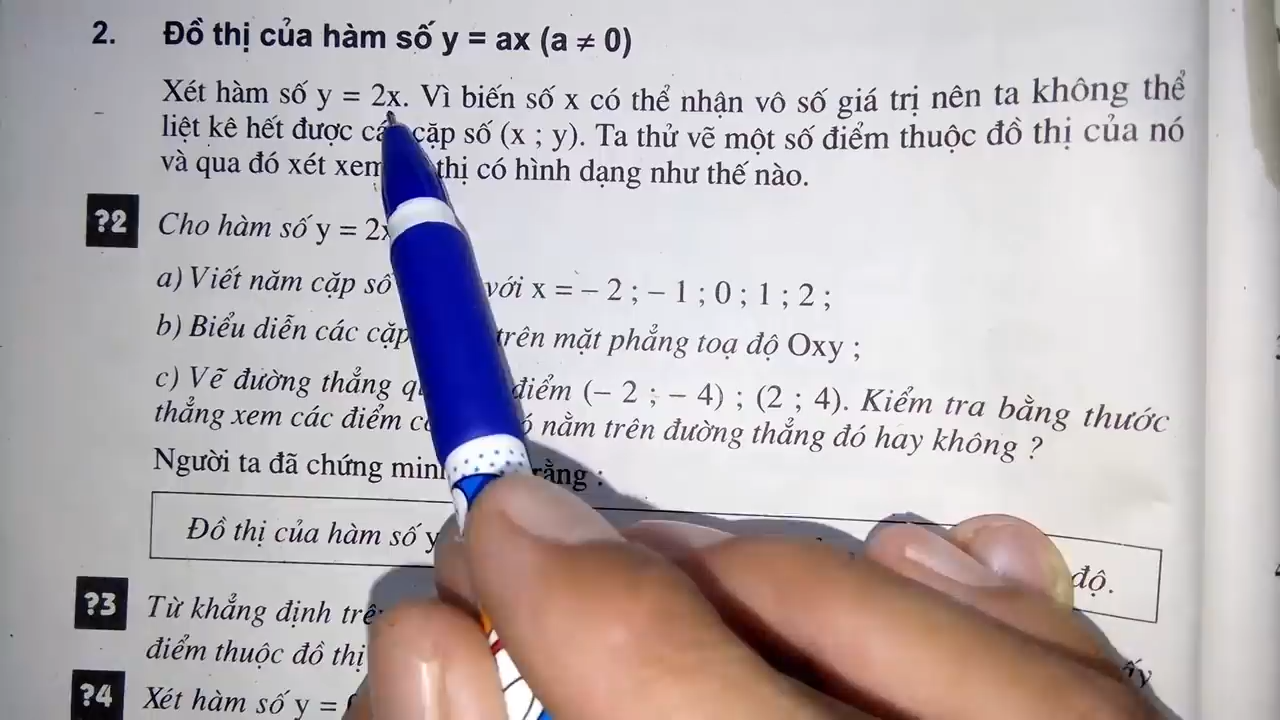 2. Đồ thị của hàm số y = ax (a ≠ 0)
Xét hàm số y = 2x. Vì biến số x có thể nhận vô số giá trị nên ta không thể
liệt kê hết được cặp số (x ; y). Ta thử vẽ một số điểm thuộc đồ thị của nó
và qua đó xét xem thị có hình dạng như thế nào.
?2 Cho hàm số y = 2x
a) Viết năm cặp số với x = – 2 ; – 1 ; 0 ; 1 ; 2 ;
b) Biểu diễn các cặp trên mặt phẳng toạ độ Oxy ;
c) Vẽ đường thẳng điểm (– 2 ; – 4) ; (2 ; 4). Kiểm tra bằng thước
thẳng xem các điểm nằm trên đường thẳng đó hay không ?
Người ta đã chứng rằng :
Đồ thị của hàm số y độ.
?3 Từ khẳng định
điểm thuộc đồ thị
?4 Xét hàm số y =